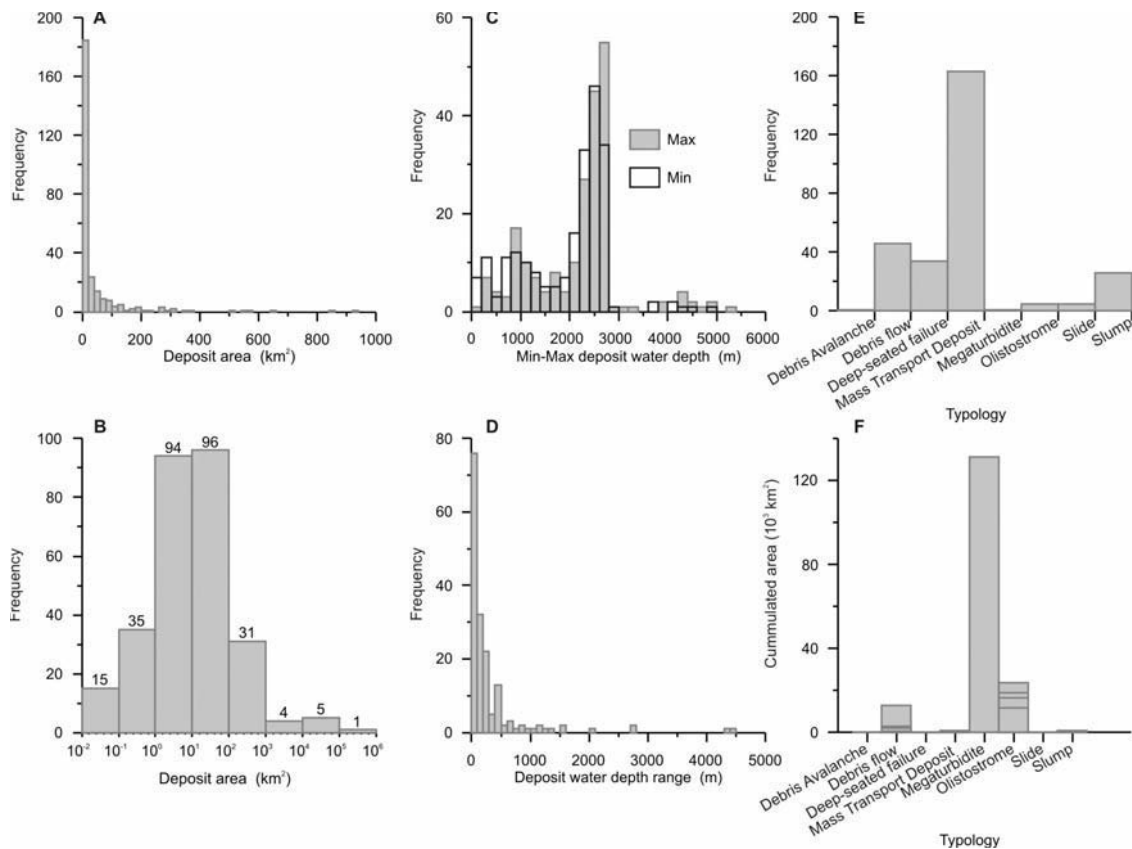 A
200
180
160
120
80
40
0
Frequency
0
200
400
600
800
1000
Deposit area (km²)
C
60
40
20
0
Frequency
Max
Min
0
1000
2000
3000
4000
5000
6000
Min-Max deposit water depth (m)
E
200
180
160
120
80
40
0
Frequency
Debris Avalanche
Debris flow
Deep-seated failure
Mass Transport Deposit
Megaturbidite
Olistostrome
Slide
Slump
Typology
B
100
80
60
40
20
0
Frequency
15
35
94
96
31
4
5
1
10⁻²
10⁻¹
10⁰
10¹
10²
10³
10⁴
10⁵
10⁶
Deposit area (km²)
D
80
60
40
20
0
Frequency
0
1000
2000
3000
4000
5000
Deposit water depth range (m)
F
120
80
40
0
Cummulated area (10³ km²)
Debris Avalanche
Debris flow
Deep-seated failure
Mass Transport Deposit
Megaturbidite
Olistostrome
Slide
Slump
Typology